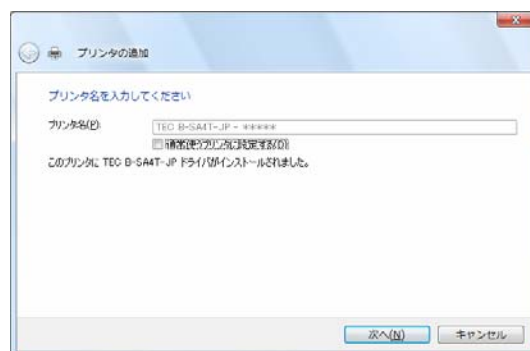 プリンタの追加
プリンタ名を入力してください
プリンタ名(P):
TEC B-SA4T-JP - *****
通常使うプリンタに設定する(D)
このプリンタに TEC B-SA4T-JP ドライバがインストールされました。
次へ(N)
キャンセル